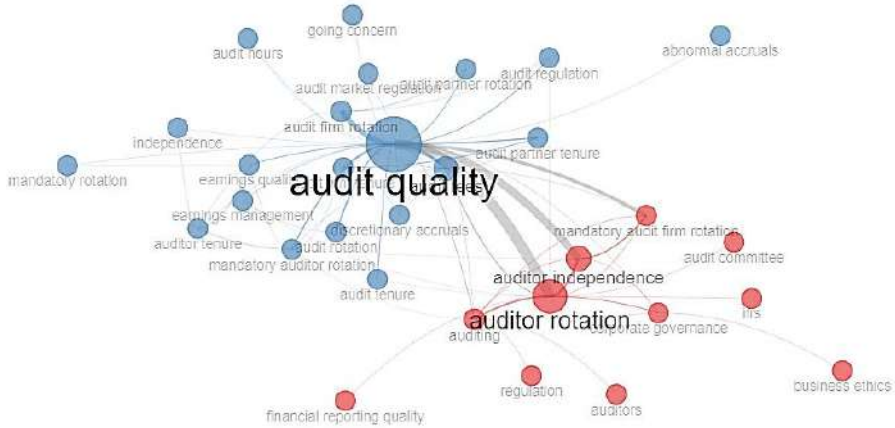 going concern
audit hours
abnormal accruals
audit regulation
audit partner rotation
audit market regulation
audit firm rotation
independence
audit partner tenure
mandatory rotation
earnings quality
audit quality
earnings management
discretionary accruals
mandatory audit firm rotation
auditor tenure
audit rotation
mandatory auditor rotation
audit committee
auditor independence
audit tenure
ifrs
auditor rotation
corporate governance
auditing
regulation
business ethics
auditors
financial reporting quality